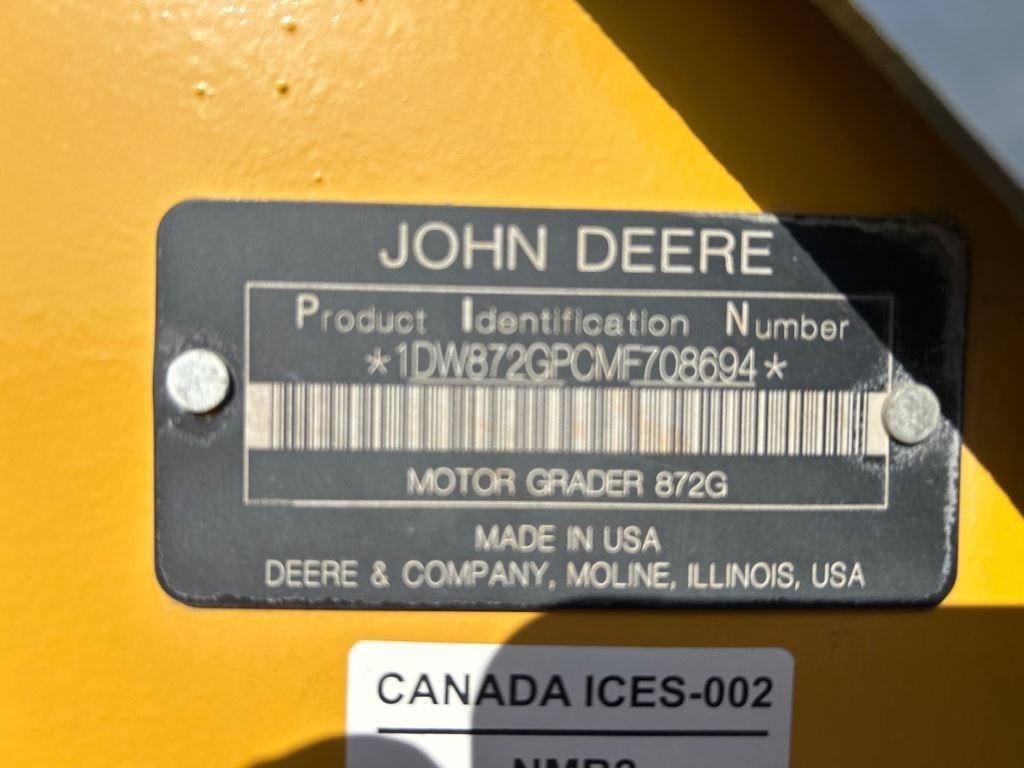 JOHN DEERE
Product Identification Number
*1DW872GPCMF708694*
MOTOR GRADER 872G
MADE IN USA
DEERE & COMPANY, MOLINE, ILLINOIS, USA
CANADA ICES-002